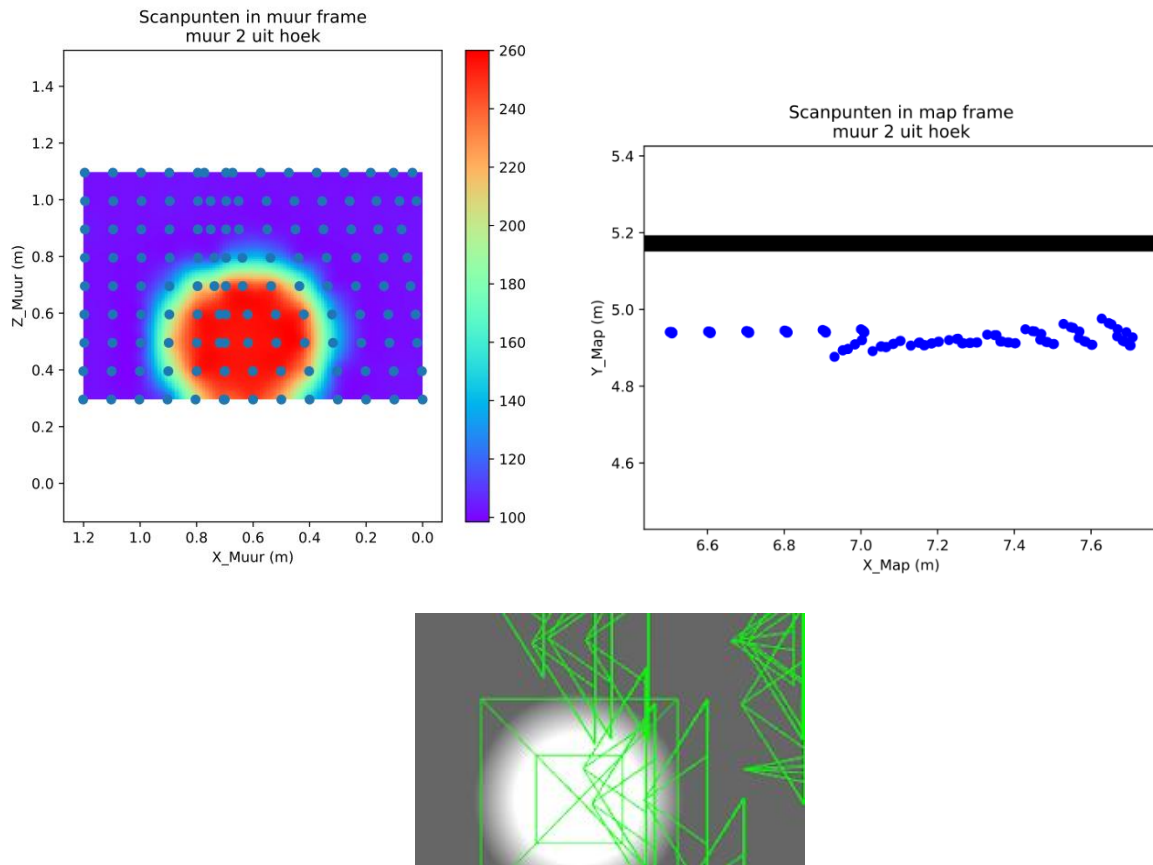 Scanpunten in muur frame
muur 2 uit hoek
Z_Muur (m)
1.4
1.2
1.0
0.8
0.6
0.4
0.2
0.0
1.2 1.0 0.8 0.6 0.4 0.2 0.0
X_Muur (m)
260
240
220
200
180
160
140
120
100
Scanpunten in map frame
muur 2 uit hoek
Y_Map (m)
5.4
5.2
5.0
4.8
4.6
6.6 6.8 7.0 7.2 7.4 7.6
X_Map (m)